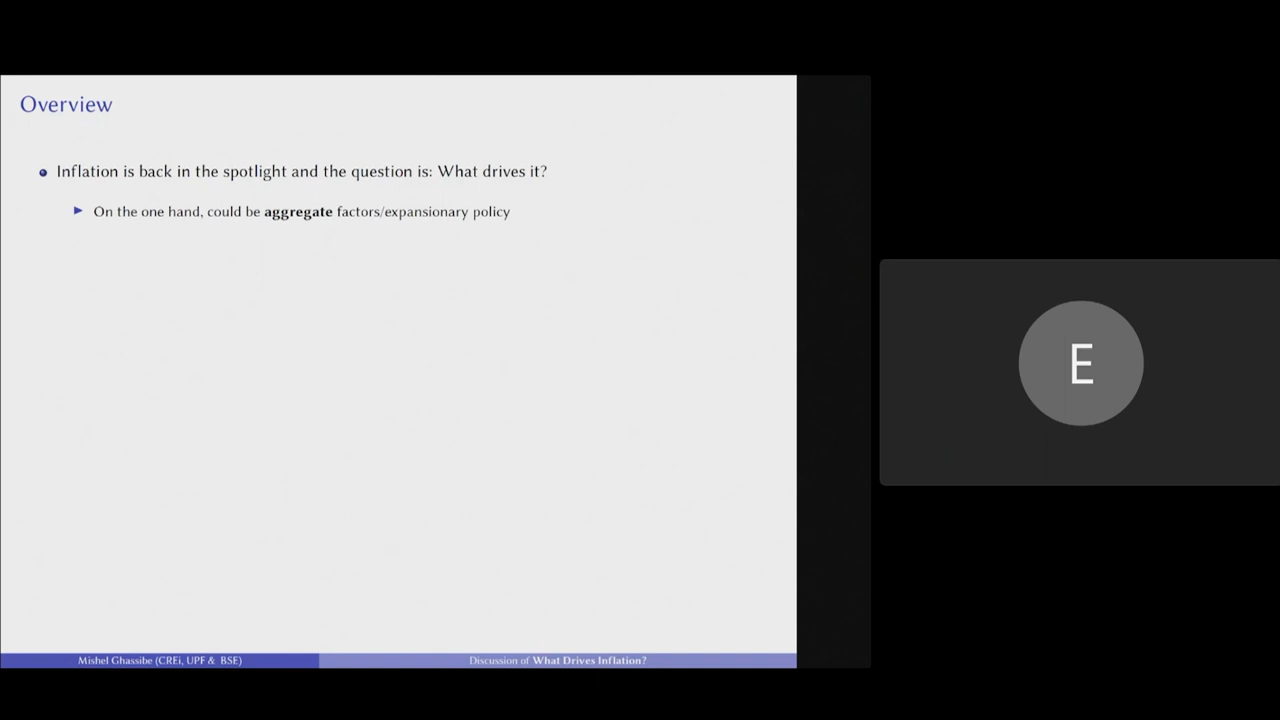 Overview
Inflation is back in the spotlight and the question is: What drives it?
On the one hand, could be aggregate factors/expansionary policy
E
Mishel Ghassibe (CREi, UPF & BSE)
Discussion of What Drives Inflation?